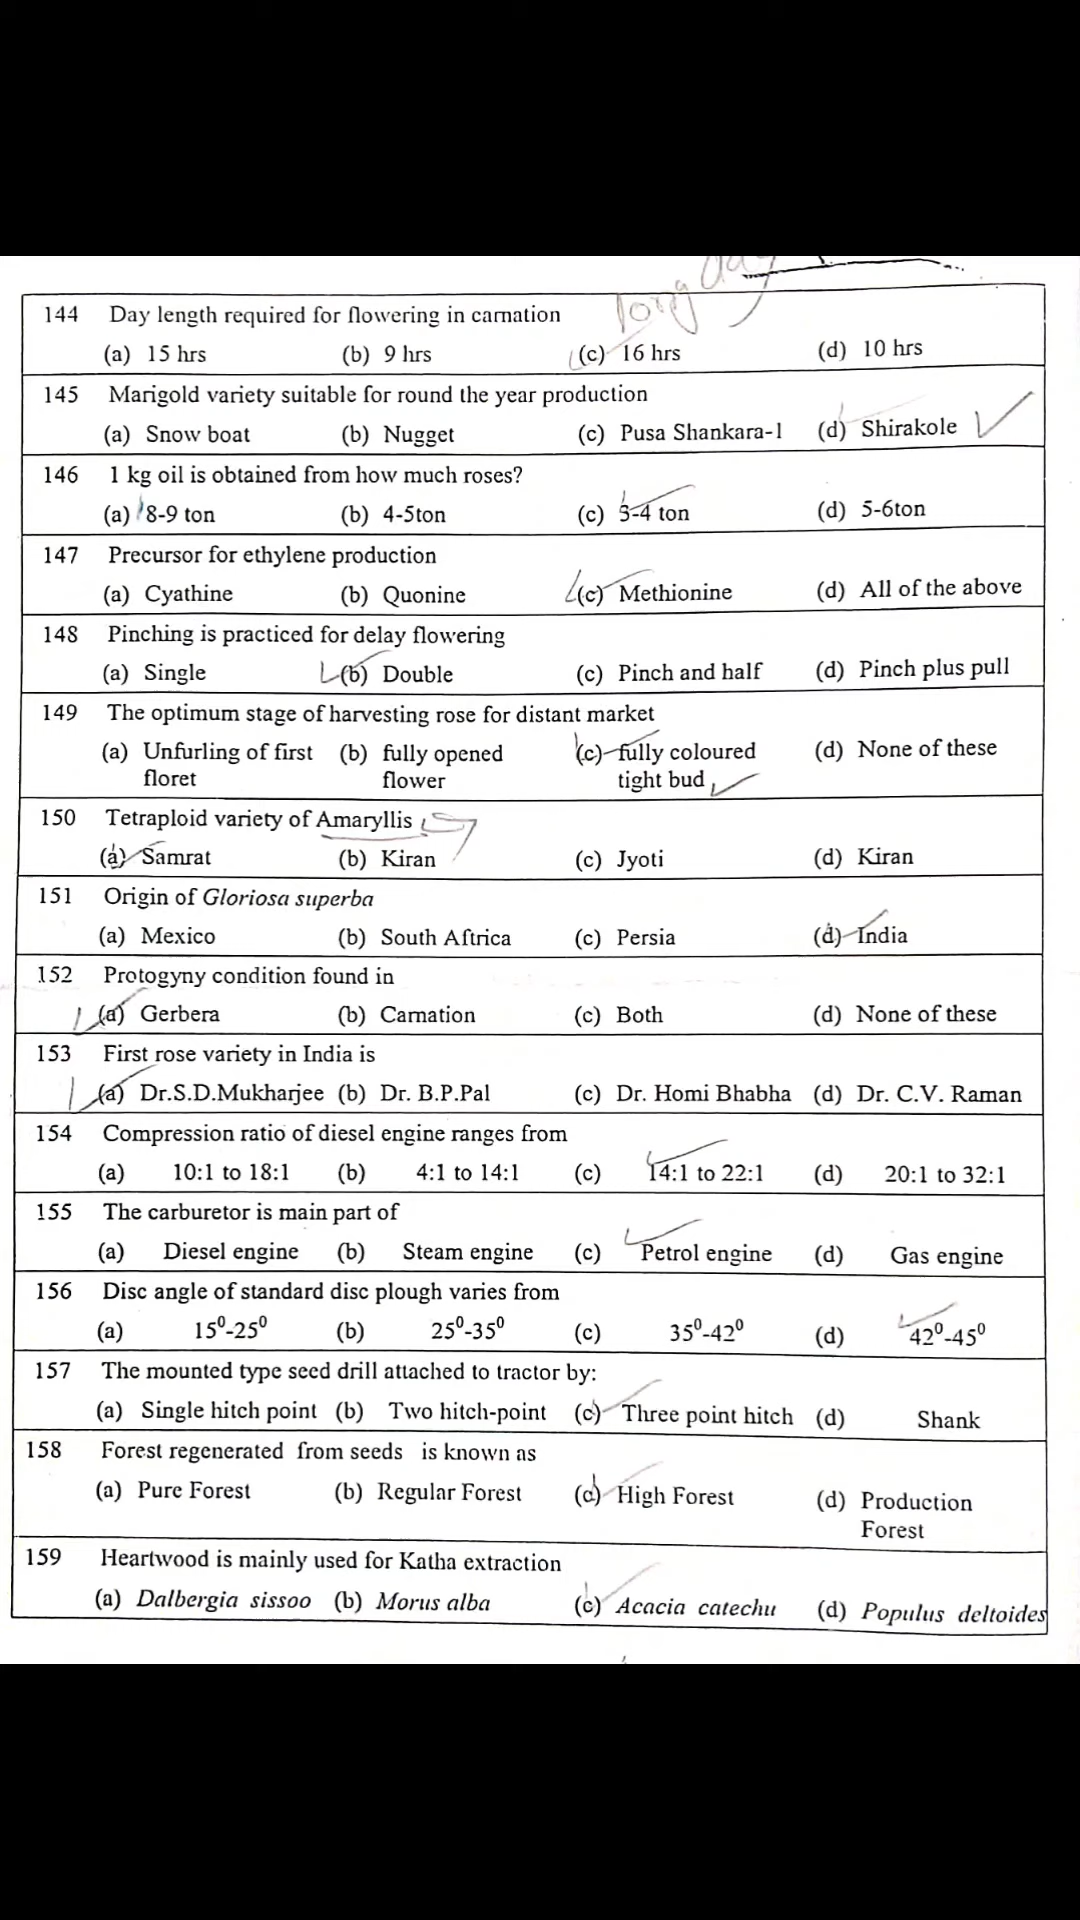 long day
144 Day length required for flowering in carnation
(a) 15 hrs (b) 9 hrs (c) 16 hrs (d) 10 hrs
145 Marigold variety suitable for round the year production
(a) Snow boat (b) Nugget (c) Pusa Shankara-1 (d) Shirakole
146 1 kg oil is obtained from how much roses?
(a) 8-9 ton (b) 4-5ton (c) 3-4 ton (d) 5-6ton
147 Precursor for ethylene production
(a) Cyathine (b) Quonine (c) Methionine (d) All of the above
148 Pinching is practiced for delay flowering
(a) Single (b) Double (c) Pinch and half (d) Pinch plus pull
149 The optimum stage of harvesting rose for distant market
(a) Unfurling of first (b) fully opened (c) fully coloured (d) None of these
floret flower tight bud
150 Tetraploid variety of Amaryllis
(a) Samrat (b) Kiran (c) Jyoti (d) Kiran
151 Origin of Gloriosa superba
(a) Mexico (b) South Africa (c) Persia (d) India
152 Protogyny condition found in
(a) Gerbera (b) Carnation (c) Both (d) None of these
153 First rose variety in India is
(a) Dr.S.D.Mukharjee (b) Dr. B.P.Pal (c) Dr. Homi Bhabha (d) Dr. C.V. Raman
154 Compression ratio of diesel engine ranges from
(a) 10:1 to 18:1 (b) 4:1 to 14:1 (c) 14:1 to 22:1 (d) 20:1 to 32:1
155 The carburetor is main part of
(a) Diesel engine (b) Steam engine (c) Petrol engine (d) Gas engine
156 Disc angle of standard disc plough varies from
(a) 15⁰-25⁰ (b) 25⁰-35⁰ (c) 35⁰-42⁰ (d) 42⁰-45⁰
157 The mounted type seed drill attached to tractor by:
(a) Single hitch point (b) Two hitch-point (c) Three point hitch (d) Shank
158 Forest regenerated from seeds is known as
(a) Pure Forest (b) Regular Forest (c) High Forest (d) Production
Forest
159 Heartwood is mainly used for Katha extraction
(a) Dalbergia sissoo (b) Morus alba (c) Acacia catechu (d) Populus deltoides